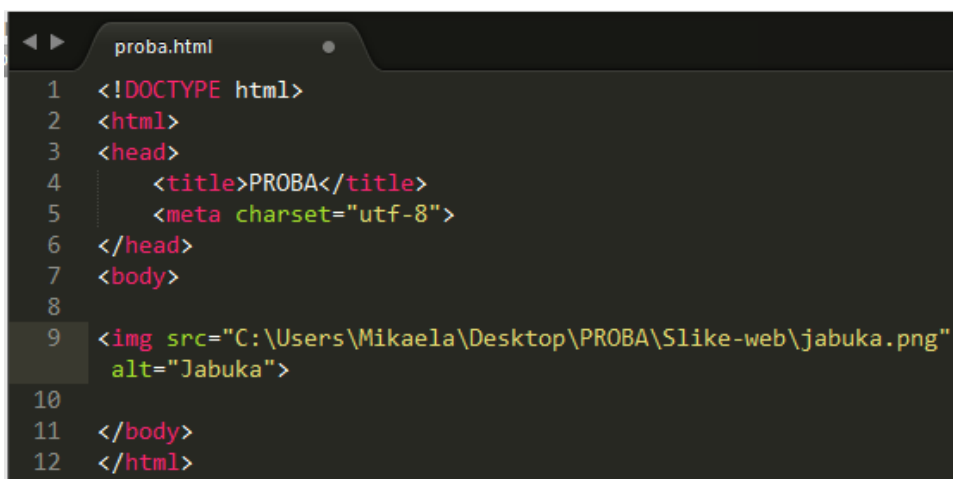 proba.html
1 <!DOCTYPE html>
2 <html>
3 <head>
4 <title>PROBA</title>
5 <meta charset="utf-8">
6 </head>
7 <body>
8
9 <img src="C:\Users\Mikaela\Desktop\PROBA\Slike-web\jabuka.png"
alt="Jabuka">
10
11 </body>
12 </html>